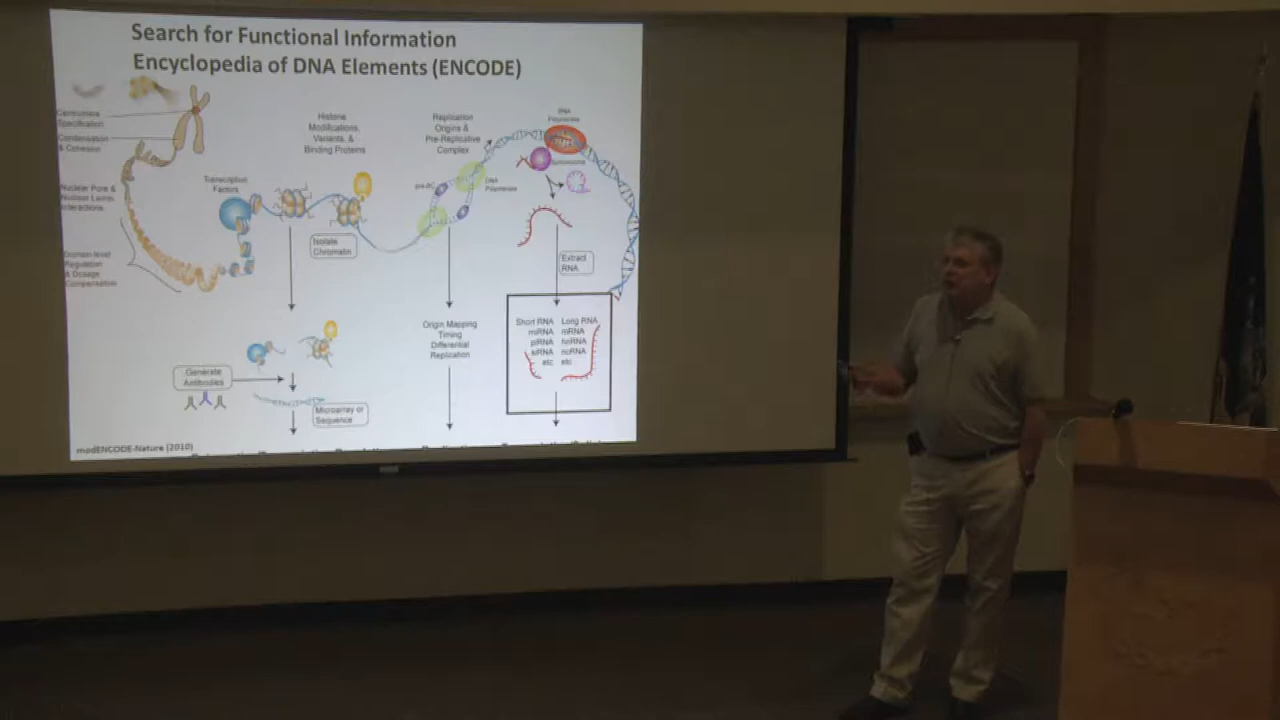 Search for Functional Information
Encyclopedia of DNA Elements (ENCODE)
Centromere
Specification
Condensation
& Cohesion
Nuclear Pore &
Nuclear Lamin
Interactions
Domain-level
Regulation
& Dosage
Compensation
Transcription
Factors
Histone
Modifications,
Variants, &
Binding Proteins
Isolate
Chromatin
Replication
Origins &
Pre-Replicative
Complex
pre-RC
DNA
Polymerase
RNA
Polymerase
Extract
RNA
Origin Mapping
Timing
Differential
Replication
Short RNA
miRNA
piRNA
siRNA
etc
Long RNA
mRNA
hnRNA
ncRNA
etc
Generate
Antibodies
Microarray or
Sequence
modENCODE-Nature (2010)